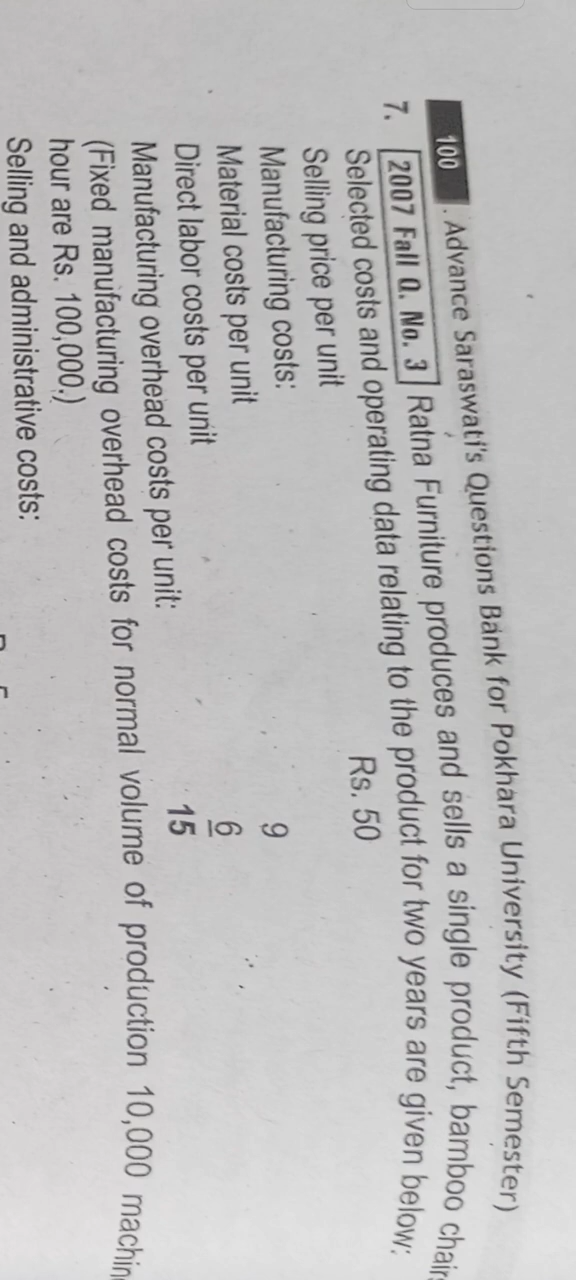 100 . Advance Saraswati's Questions Bank for Pokhara University (Fifth Semester)
7. 2007 Fall Q. No. 3 Ratna Furniture produces and sells a single product, bamboo chair
Selected costs and operating data relating to the product for two years are given below:
Selling price per unit Rs. 50
Manufacturing costs:
Material costs per unit 9
Direct labor costs per unit 6
Manufacturing overhead costs per unit: 15
(Fixed manufacturing overhead costs for normal volume of production 10,000 machin
hour are Rs. 100,000.)
Selling and administrative costs: